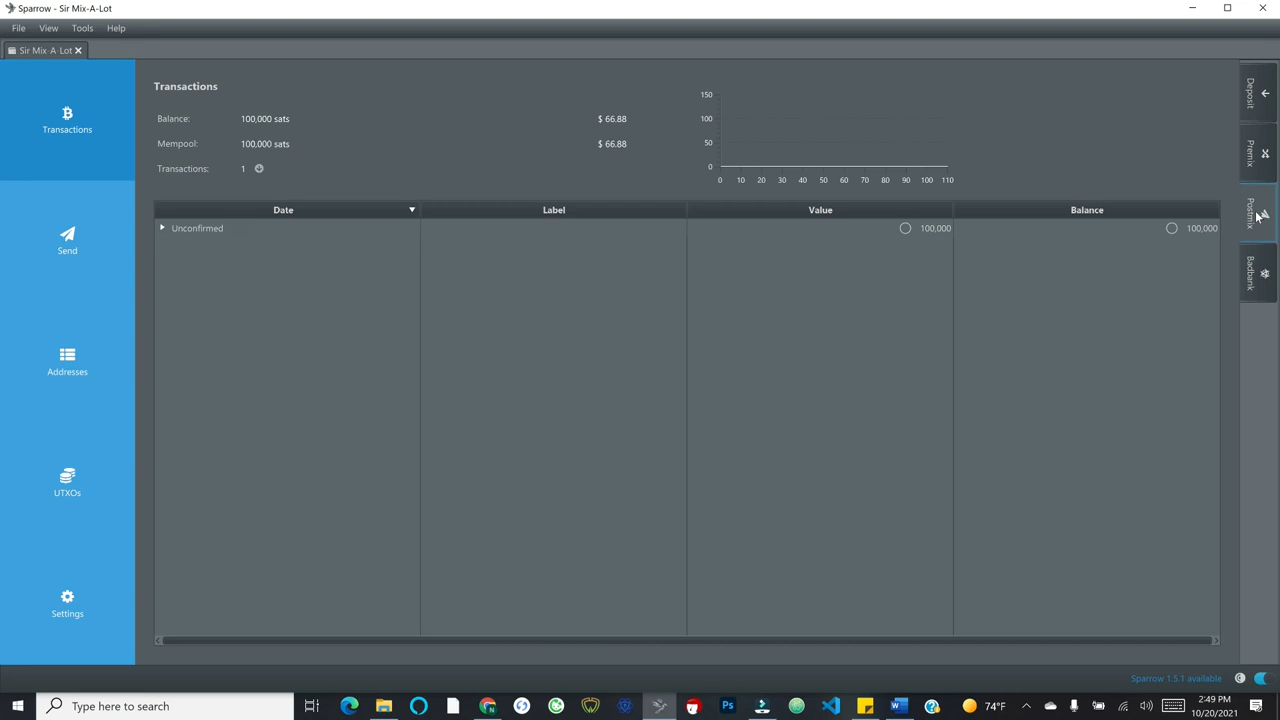 Sparrow - Sir Mix-A-Lot
File View Tools Help
Sir Mix-A-Lot
Transactions
Send
Addresses
UTXOs
Settings
Transactions
Balance: 100,000 sats $ 66.88
Mempool: 100,000 sats $ 66.88
Transactions: 1
150
100
50
0
0 10 20 30 40 50 60 70 80 90 100 110
Date Label Value Balance
Unconfirmed 100,000 100,000
Deposit
Premix
Postmix
Badbank
Sparrow 1.5.1 available
Type here to search
74°F
2:49 PM
10/20/2021